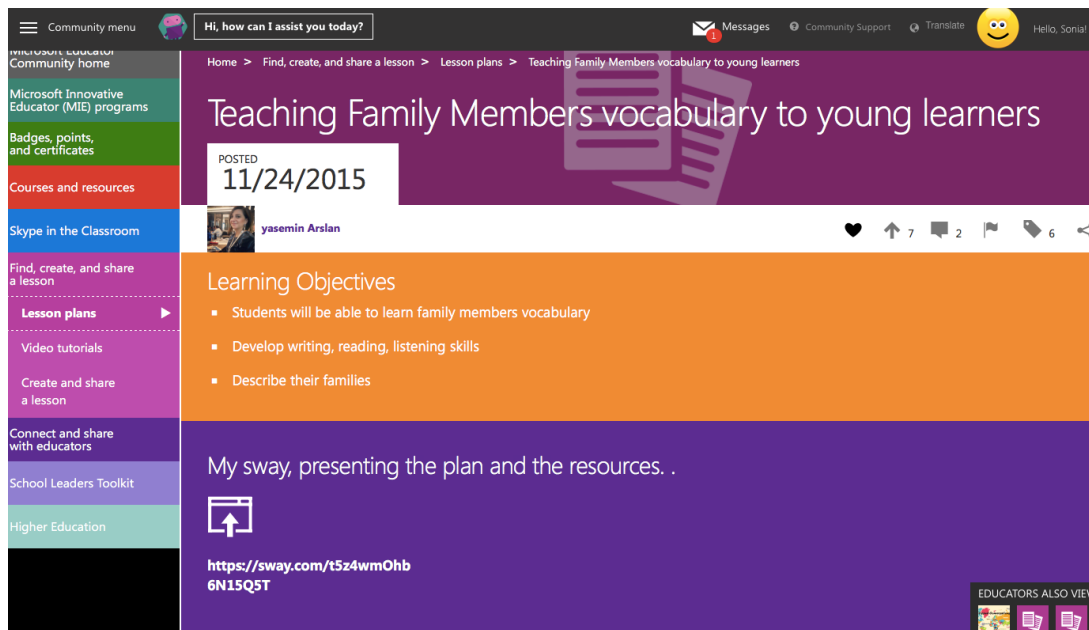 Community menu
Hi, how can I assist you today?
1
Messages
Community Support
Translate
Hello, Sonia!
Microsoft Educator
Community home
Microsoft Innovative
Educator (MIE) programs
Badges, points,
and certificates
Courses and resources
Skype in the Classroom
Find, create, and share
a lesson
Lesson plans
Video tutorials
Create and share
a lesson
Connect and share
with educators
School Leaders Toolkit
Higher Education
Home > Find, create, and share a lesson > Lesson plans > Teaching Family Members vocabulary to young learners
Teaching Family Members vocabulary to young learners
POSTED
11/24/2015
yasemin Arslan
7
2
6
Learning Objectives
Students will be able to learn family members vocabulary
Develop writing, reading, listening skills
Describe their families
My sway, presenting the plan and the resources. .
https://sway.com/t5z4wmOhb
6N15Q5T
EDUCATORS ALSO VIE